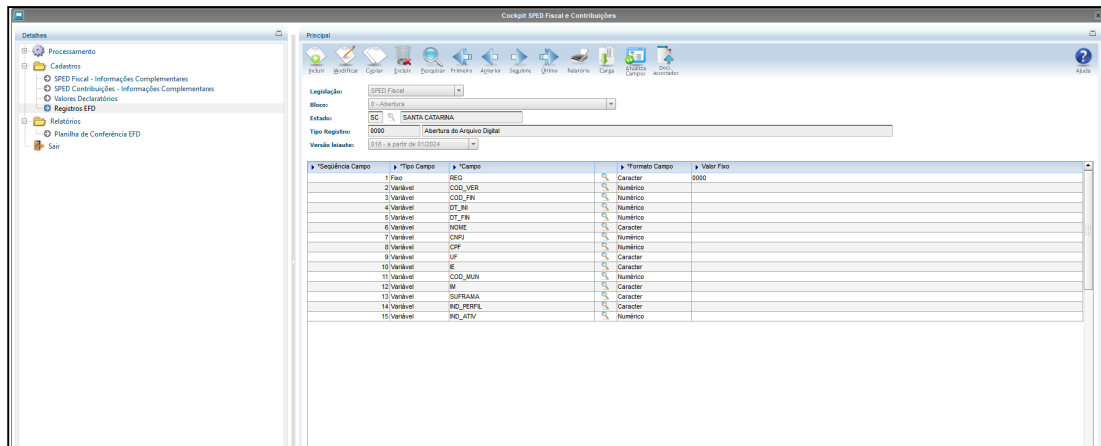 Cockpit SPED Fiscal e Contribuições
Detalhes
Processamento
Cadastros
SPED Fiscal - Informações Complementares
SPED Contribuições - Informações Complementares
Valores Declaratórios
Registros EFD
Relatórios
Planilha de Conferência EFD
Sair
Principal
Incluir Modificar Copiar Excluir Pesquisar Primeiro Anterior Seguinte Último Relatório Carga Atualiza Campos Doci. Associados Ajuda
Legislação: SPED Fiscal
Bloco: 0 - Abertura
Estado: SC SANTA CATARINA
Tipo Registro: 0000 Abertura do Arquivo Digital
Versão leiaute: 018 - a partir de 01/2024
*Seqüência Campo *Tipo Campo *Campo *Formato Campo Valor Fixo
1 Fixo REG Caracter 0000
2 Variável COD_VER Numérico
3 Variável COD_FIN Numérico
4 Variável DT_INI Numérico
5 Variável DT_FIN Numérico
6 Variável NOME Caracter
7 Variável CNPJ Numérico
8 Variável CPF Numérico
9 Variável UF Caracter
10 Variável IE Caracter
11 Variável COD_MUN Numérico
12 Variável IM Caracter
13 Variável SUFRAMA Caracter
14 Variável IND_PERFIL Caracter
15 Variável IND_ATIV Numérico